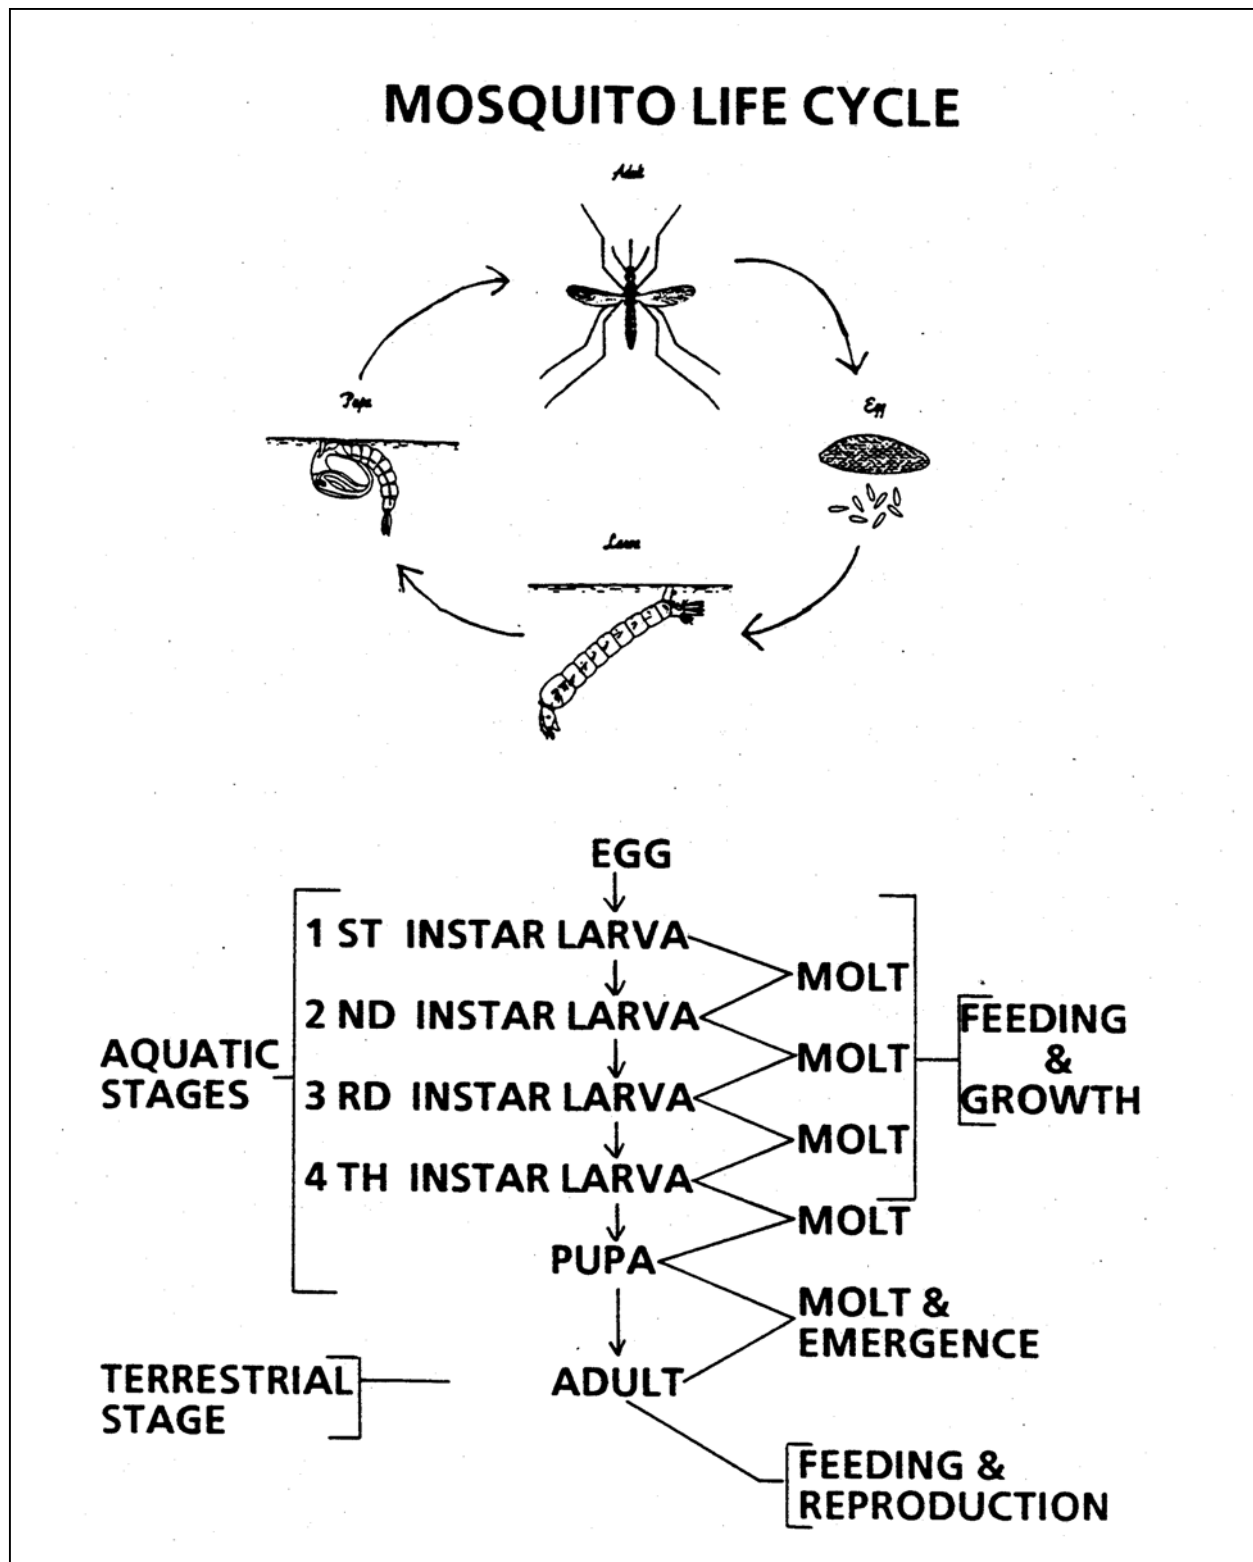 MOSQUITO LIFE CYCLE
Adult
Pupa
Egg
Larva
EGG
1 ST INSTAR LARVA
MOLT
2 ND INSTAR LARVA
FEEDING
&
GROWTH
AQUATIC
STAGES
MOLT
3 RD INSTAR LARVA
MOLT
4 TH INSTAR LARVA
MOLT
PUPA
MOLT &
EMERGENCE
TERRESTRIAL
STAGE
ADULT
FEEDING &
REPRODUCTION